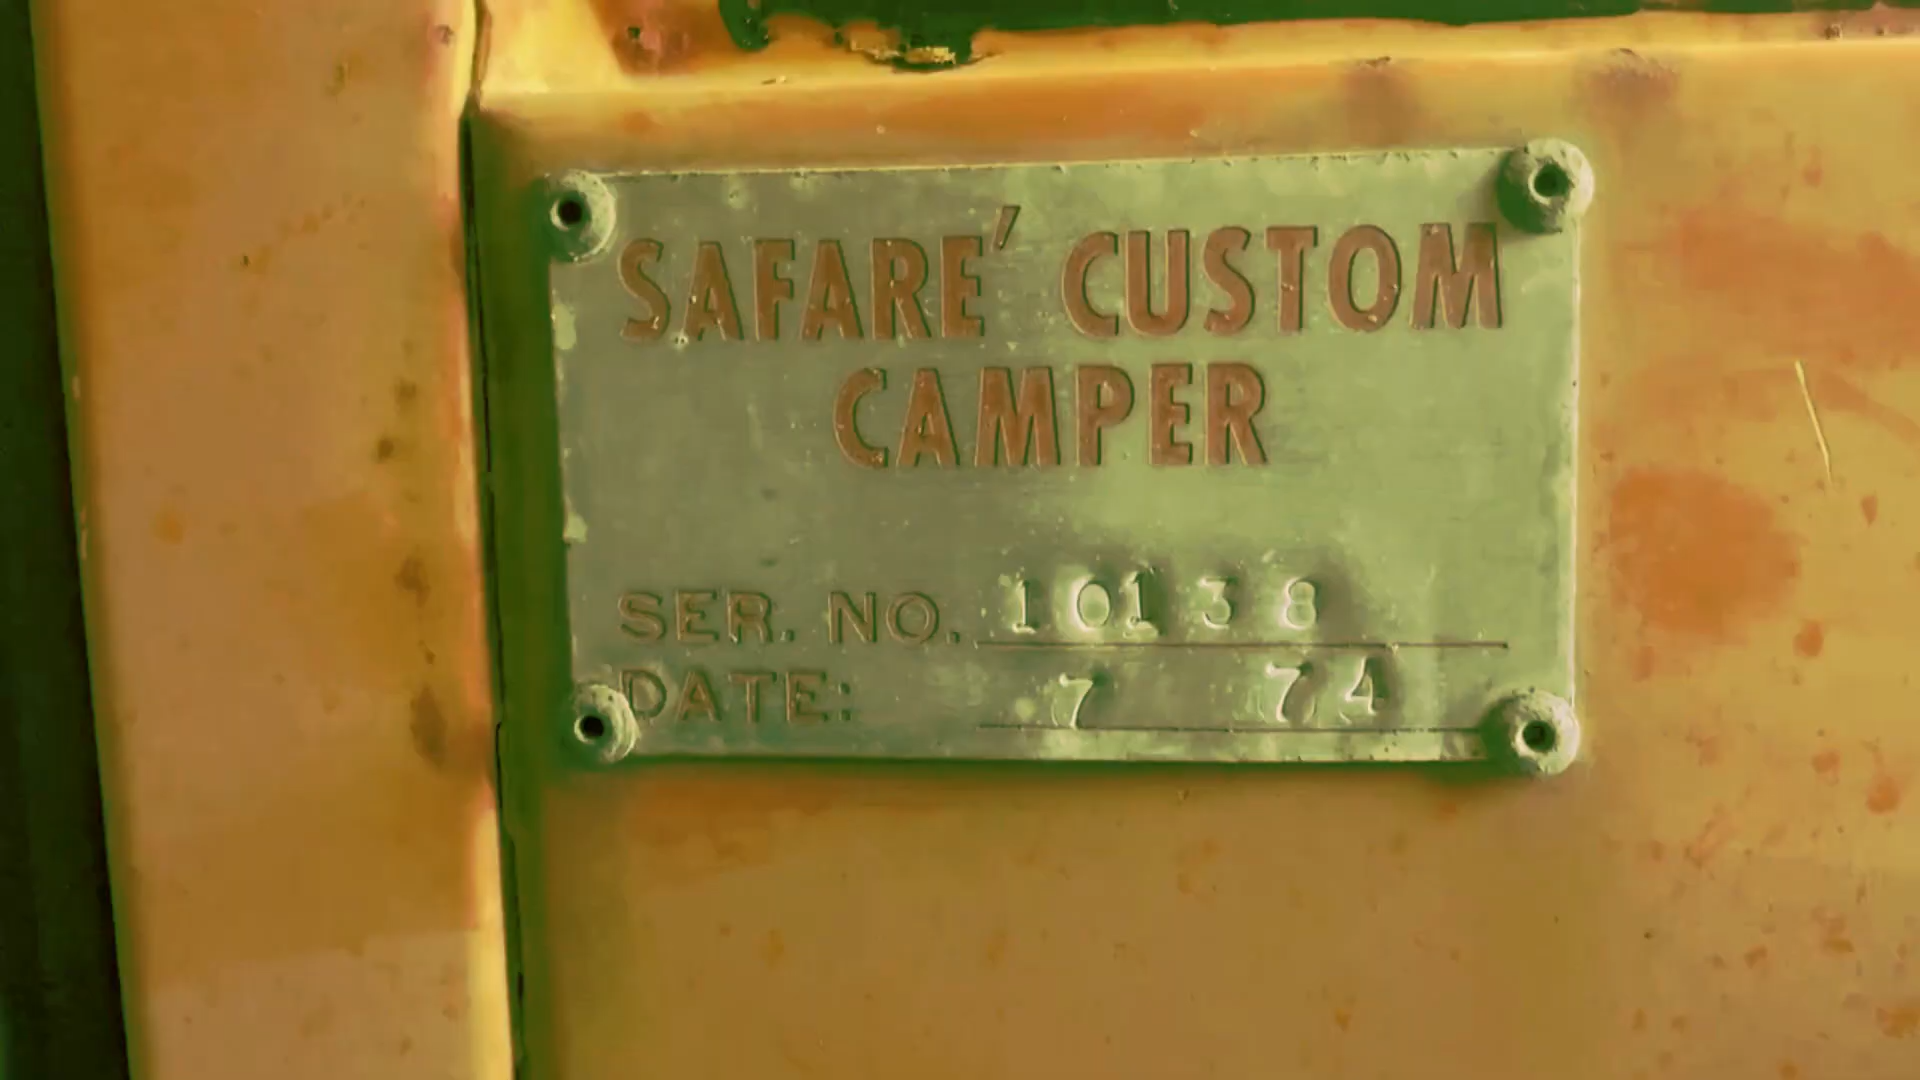 SAFARE' CUSTOM
CAMPER
SER. NO. 10138
DATE: 7 74